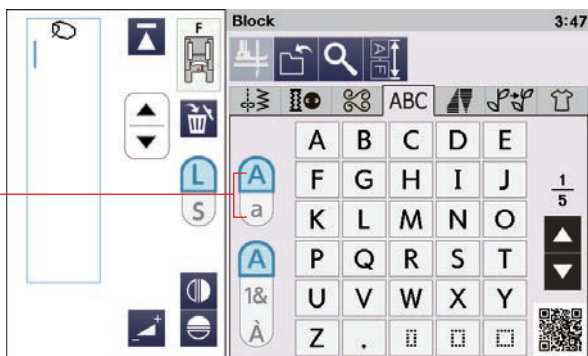 Block 3:47
F
ABC
L
S
A
a
A
1&
À
A B C D E
F G H I J
K L M N O
P Q R S T
U V W X Y
Z .
1
5